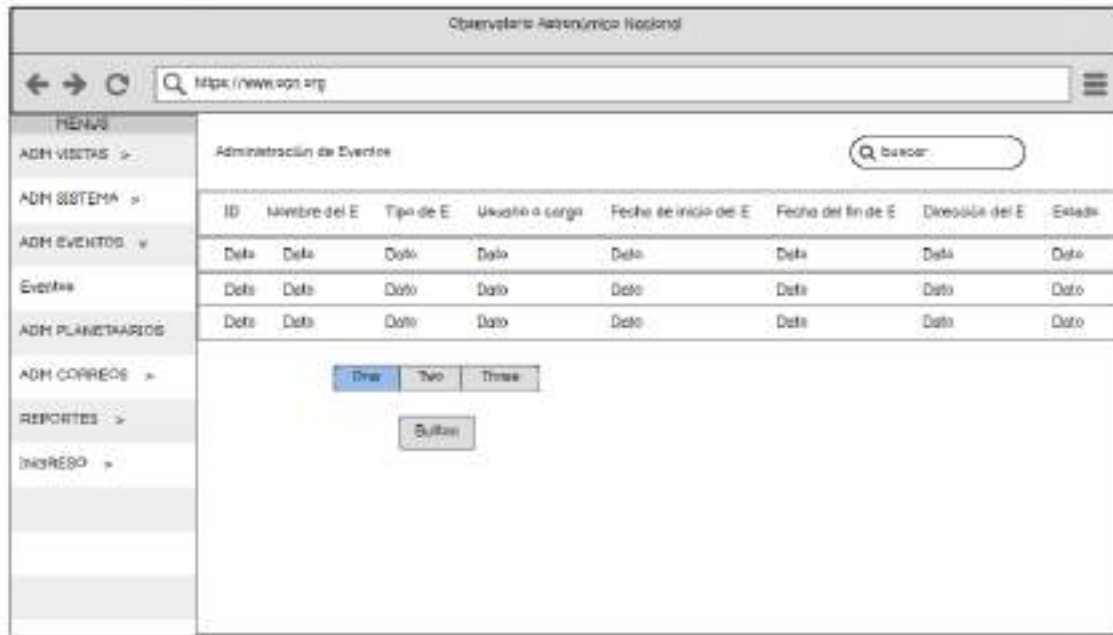 Observatorio Astronómico Nacional
https://www.oan.org
MENUS
ADM VISITAS >
ADM SISTEMA >
ADM EVENTOS v
Eventos
ADM PLANETAARIOS
ADM CORREOS >
REPORTES >
INGRESO >
Administración de Eventos
buscar
ID Nombre del E Tipo de E Usuario a cargo Fecha de inicio del E Fecha del fin de E Dirección del E Estado
Dato Dato Dato Dato Dato Dato Dato Dato
Dato Dato Dato Dato Dato Dato Dato Dato
Dato Dato Dato Dato Dato Dato Dato Dato
One Two Three
Button